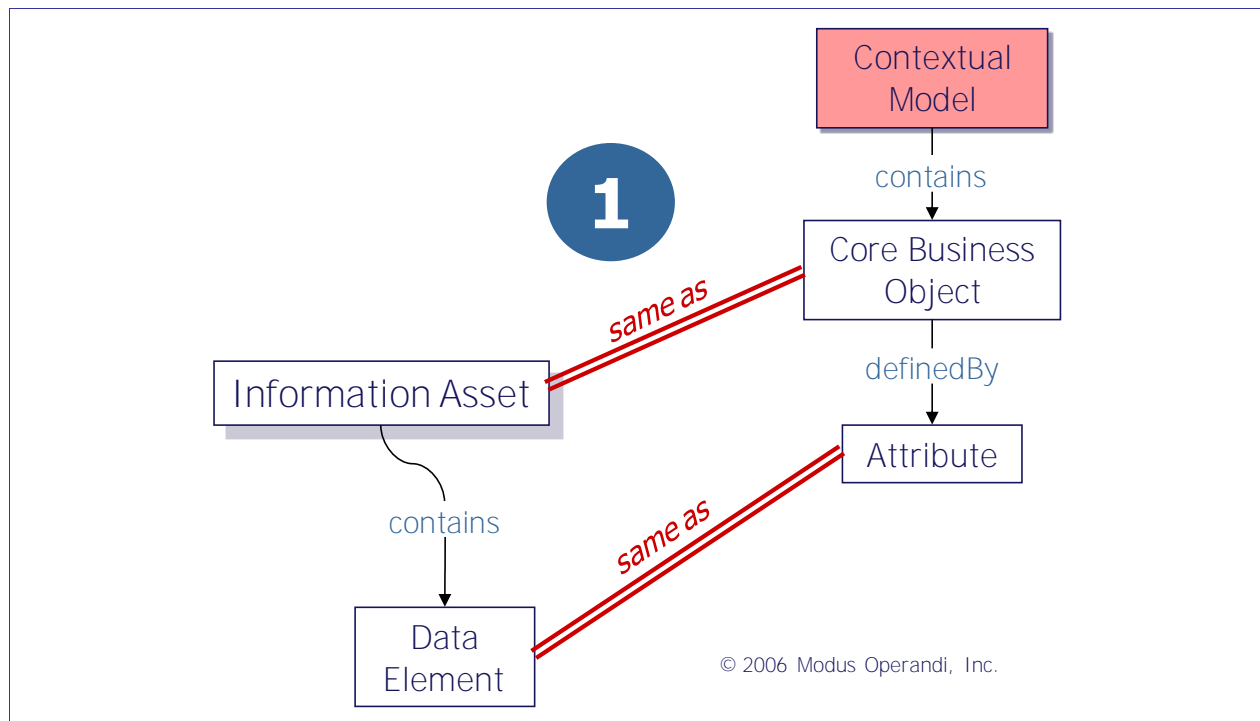 Contextual
Model
contains
1
Core Business
Object
same as
definedBy
Information Asset
Attribute
contains
same as
Data
Element
© 2006 Modus Operandi, Inc.